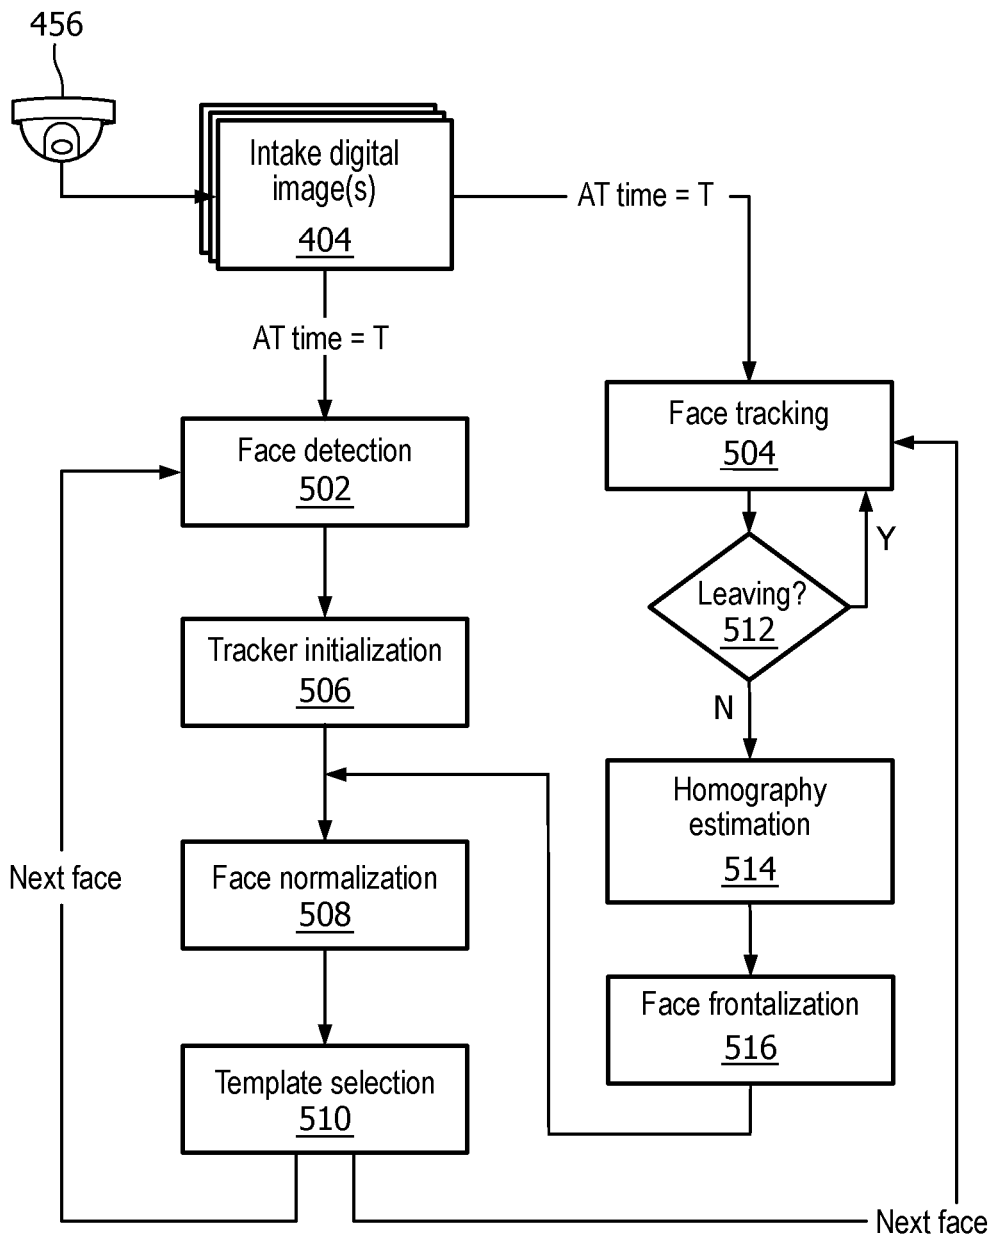 456
Intake digital
image(s)
404
AT time = T
AT time = T
Face detection
502
Face tracking
504
Y
Leaving?
512
N
Tracker initialization
506
Homography
estimation
514
Next face
Face normalization
508
Face frontalization
516
Template selection
510
Next face